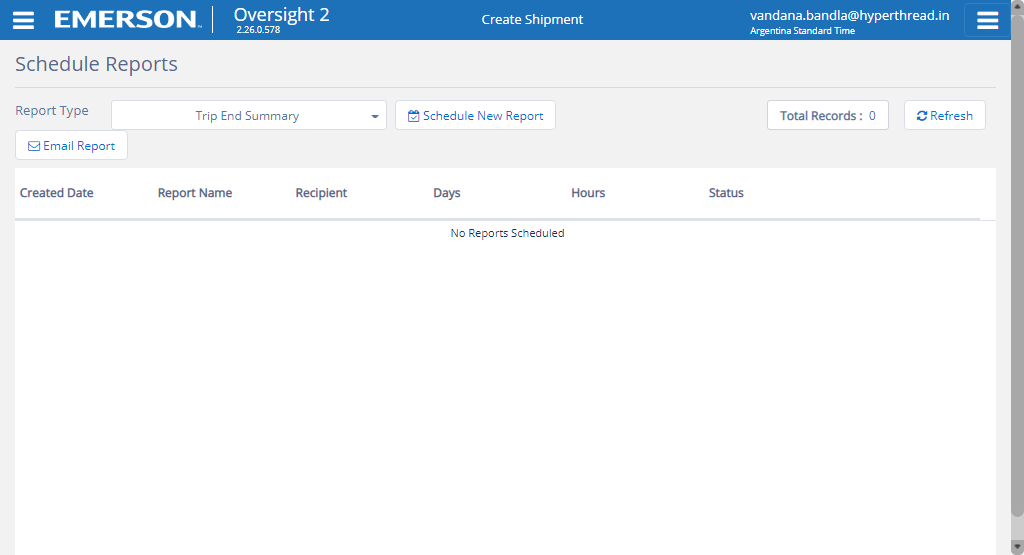 EMERSON
Oversight 2
2.26.0.578
Create Shipment
vandana.bandla@hyperthread.in
Argentina Standard Time
Schedule Reports
Report Type
Trip End Summary
Schedule New Report
Total Records : 0
Refresh
Email Report
Created Date Report Name Recipient Days Hours Status
No Reports Scheduled